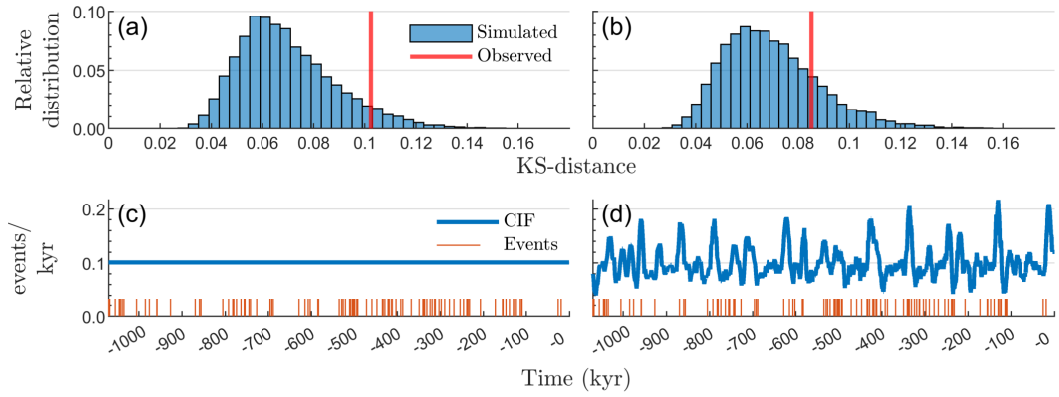 (a)
Simulated
Observed
(b)
Relative
distribution
0.10
0.05
0.00
0 0.02 0.04 0.06 0.08 0.1 0.12 0.14 0.16
0 0.02 0.04 0.06 0.08 0.1 0.12 0.14 0.16
KS-distance
(c)
CIF
Events
(d)
events/
kyr
0.2
0.1
0.0
-1000 -900 -800 -700 -600 -500 -400 -300 -200 -100 -0
-1000 -900 -800 -700 -600 -500 -400 -300 -200 -100 -0
Time (kyr)